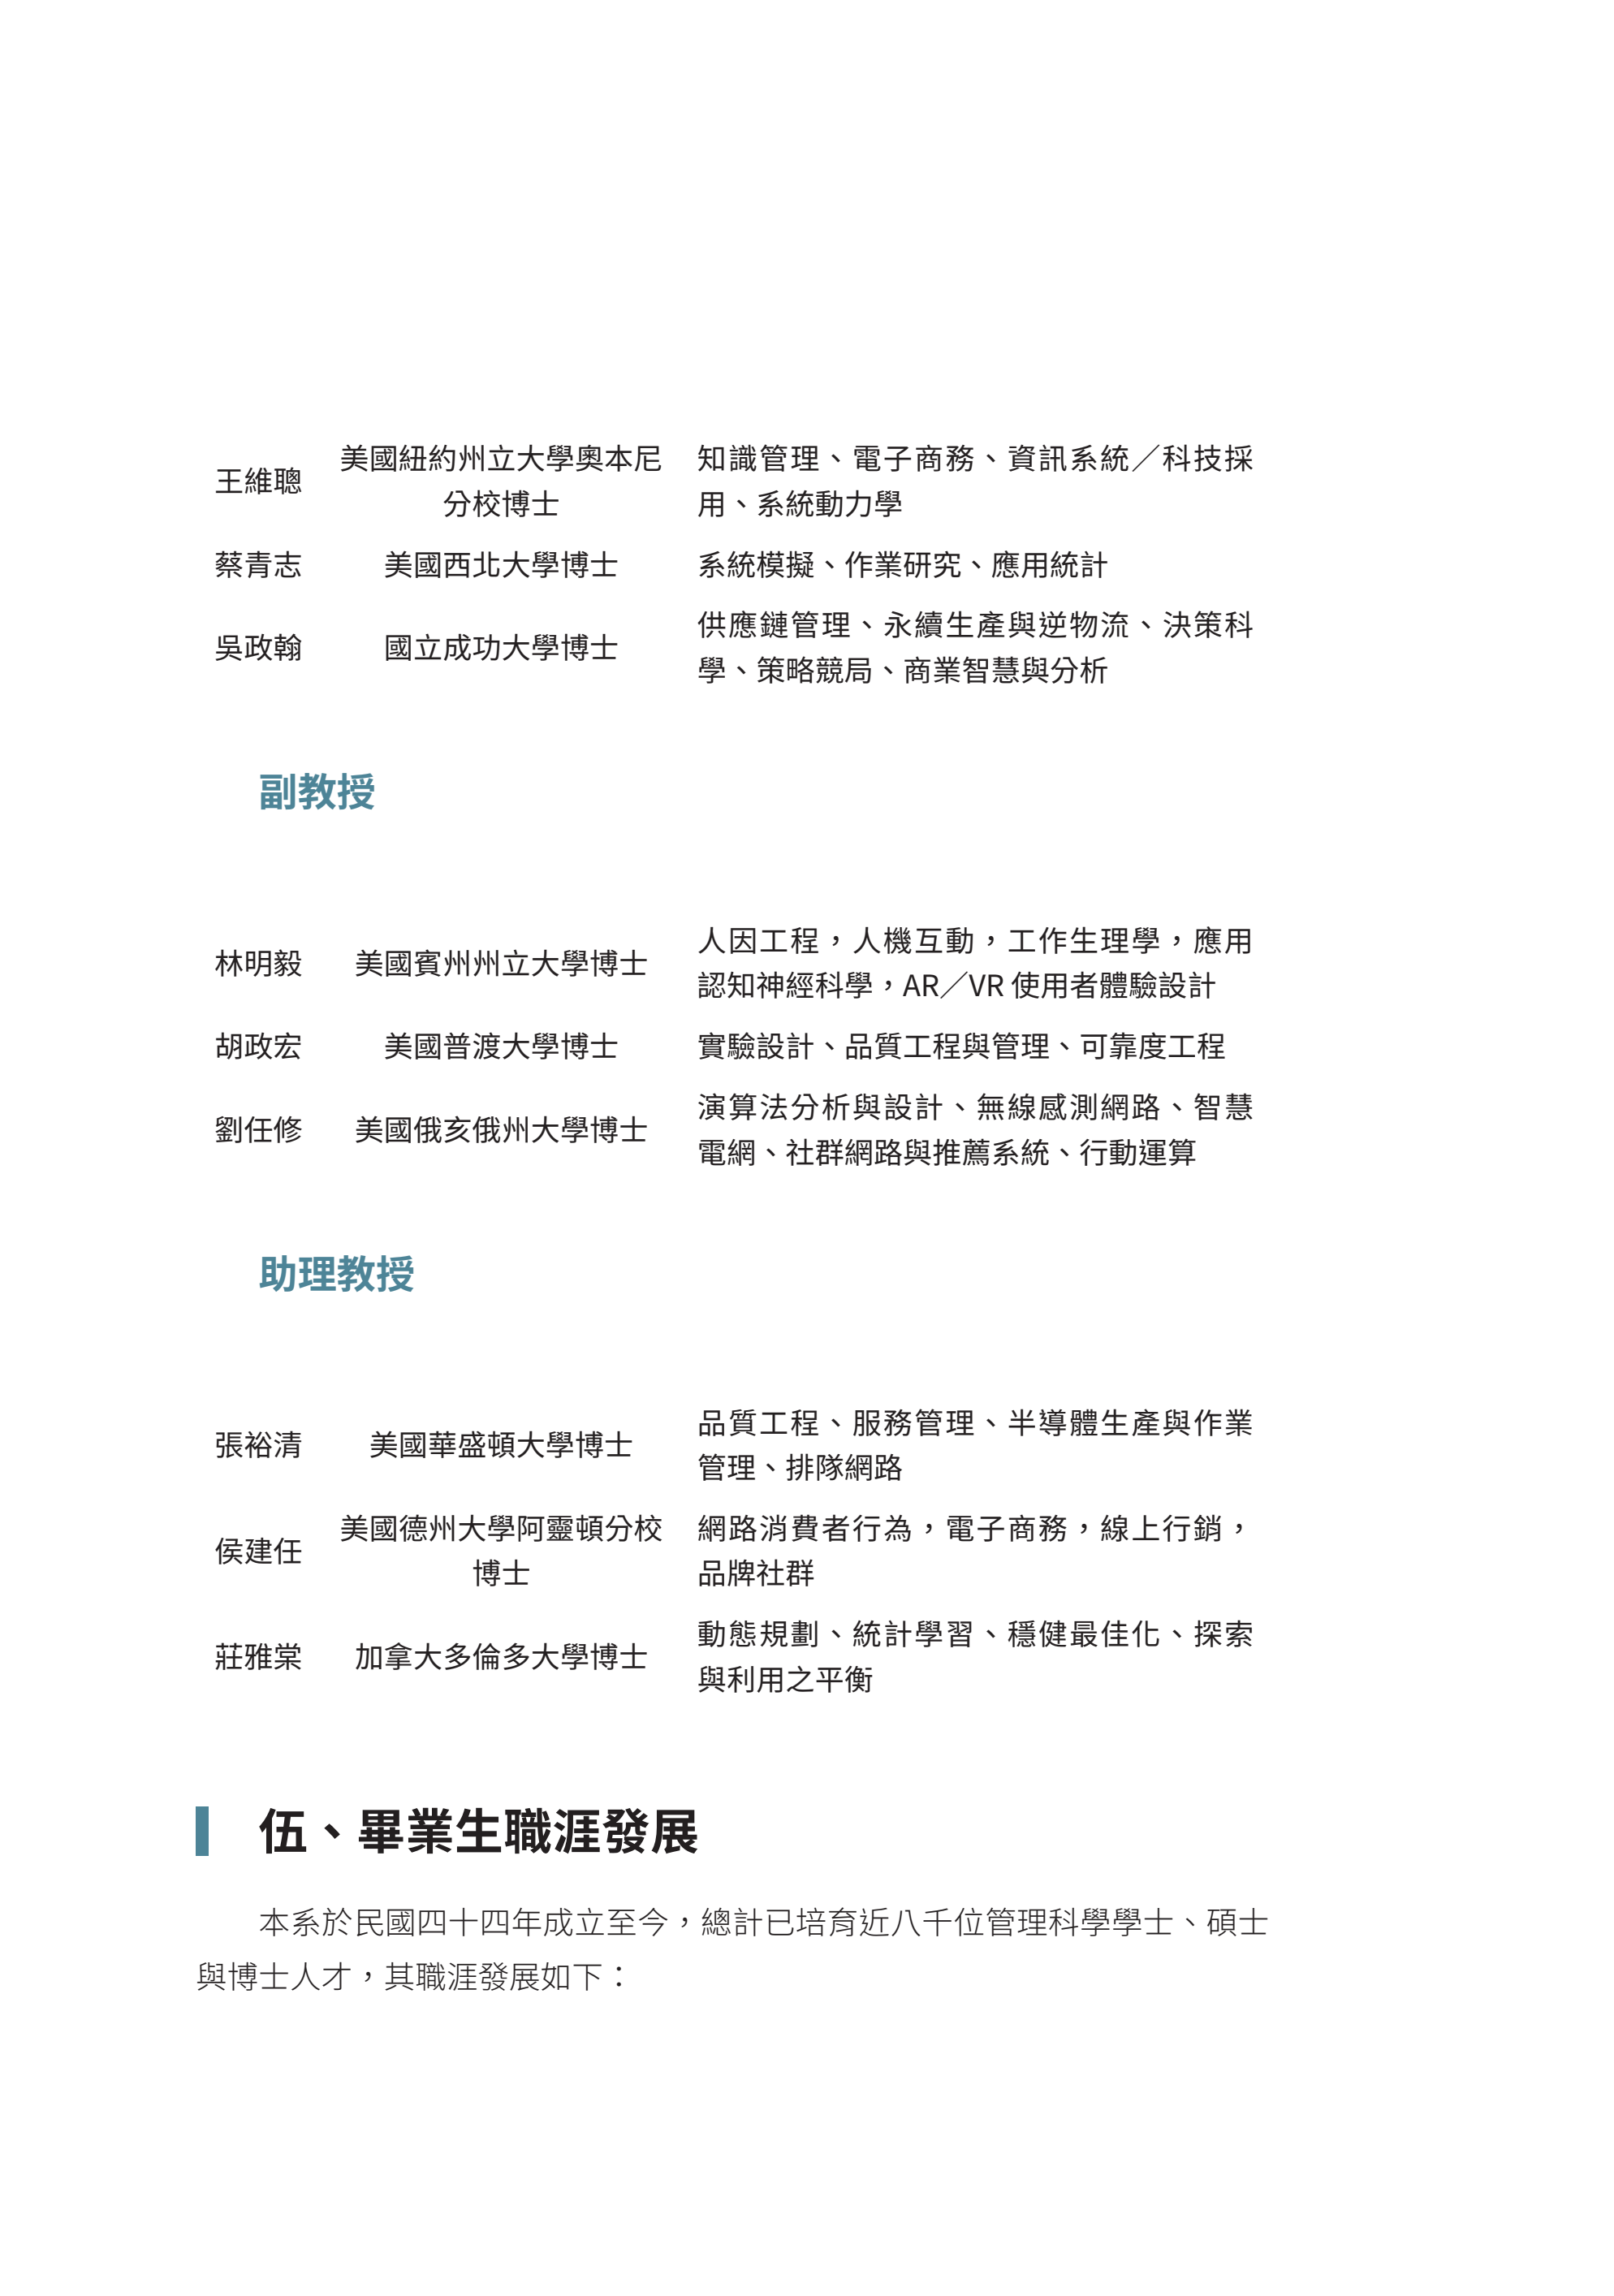 王維聰 美國紐約州立大學奧本尼 知識管理、電子商務、資訊系統／科技採
分校博士 用、系統動力學
蔡青志 美國西北大學博士 系統模擬、作業研究、應用統計
吳政翰 國立成功大學博士 供應鏈管理、永續生產與逆物流、決策科
學、策略競局、商業智慧與分析
副教授
林明毅 美國賓州州立大學博士 人因工程，人機互動，工作生理學，應用
認知神經科學，AR／VR 使用者體驗設計
胡政宏 美國普渡大學博士 實驗設計、品質工程與管理、可靠度工程
劉任修 美國俄亥俄州大學博士 演算法分析與設計、無線感測網路、智慧
電網、社群網路與推薦系統、行動運算
助理教授
張裕清 美國華盛頓大學博士 品質工程、服務管理、半導體生產與作業
管理、排隊網路
侯建任 美國德州大學阿靈頓分校 網路消費者行為，電子商務，線上行銷，
博士 品牌社群
莊雅棠 加拿大多倫多大學博士 動態規劃、統計學習、穩健最佳化、探索
與利用之平衡
伍、畢業生職涯發展
本系於民國四十四年成立至今，總計已培育近八千位管理科學學士、碩士
與博士人才，其職涯發展如下：